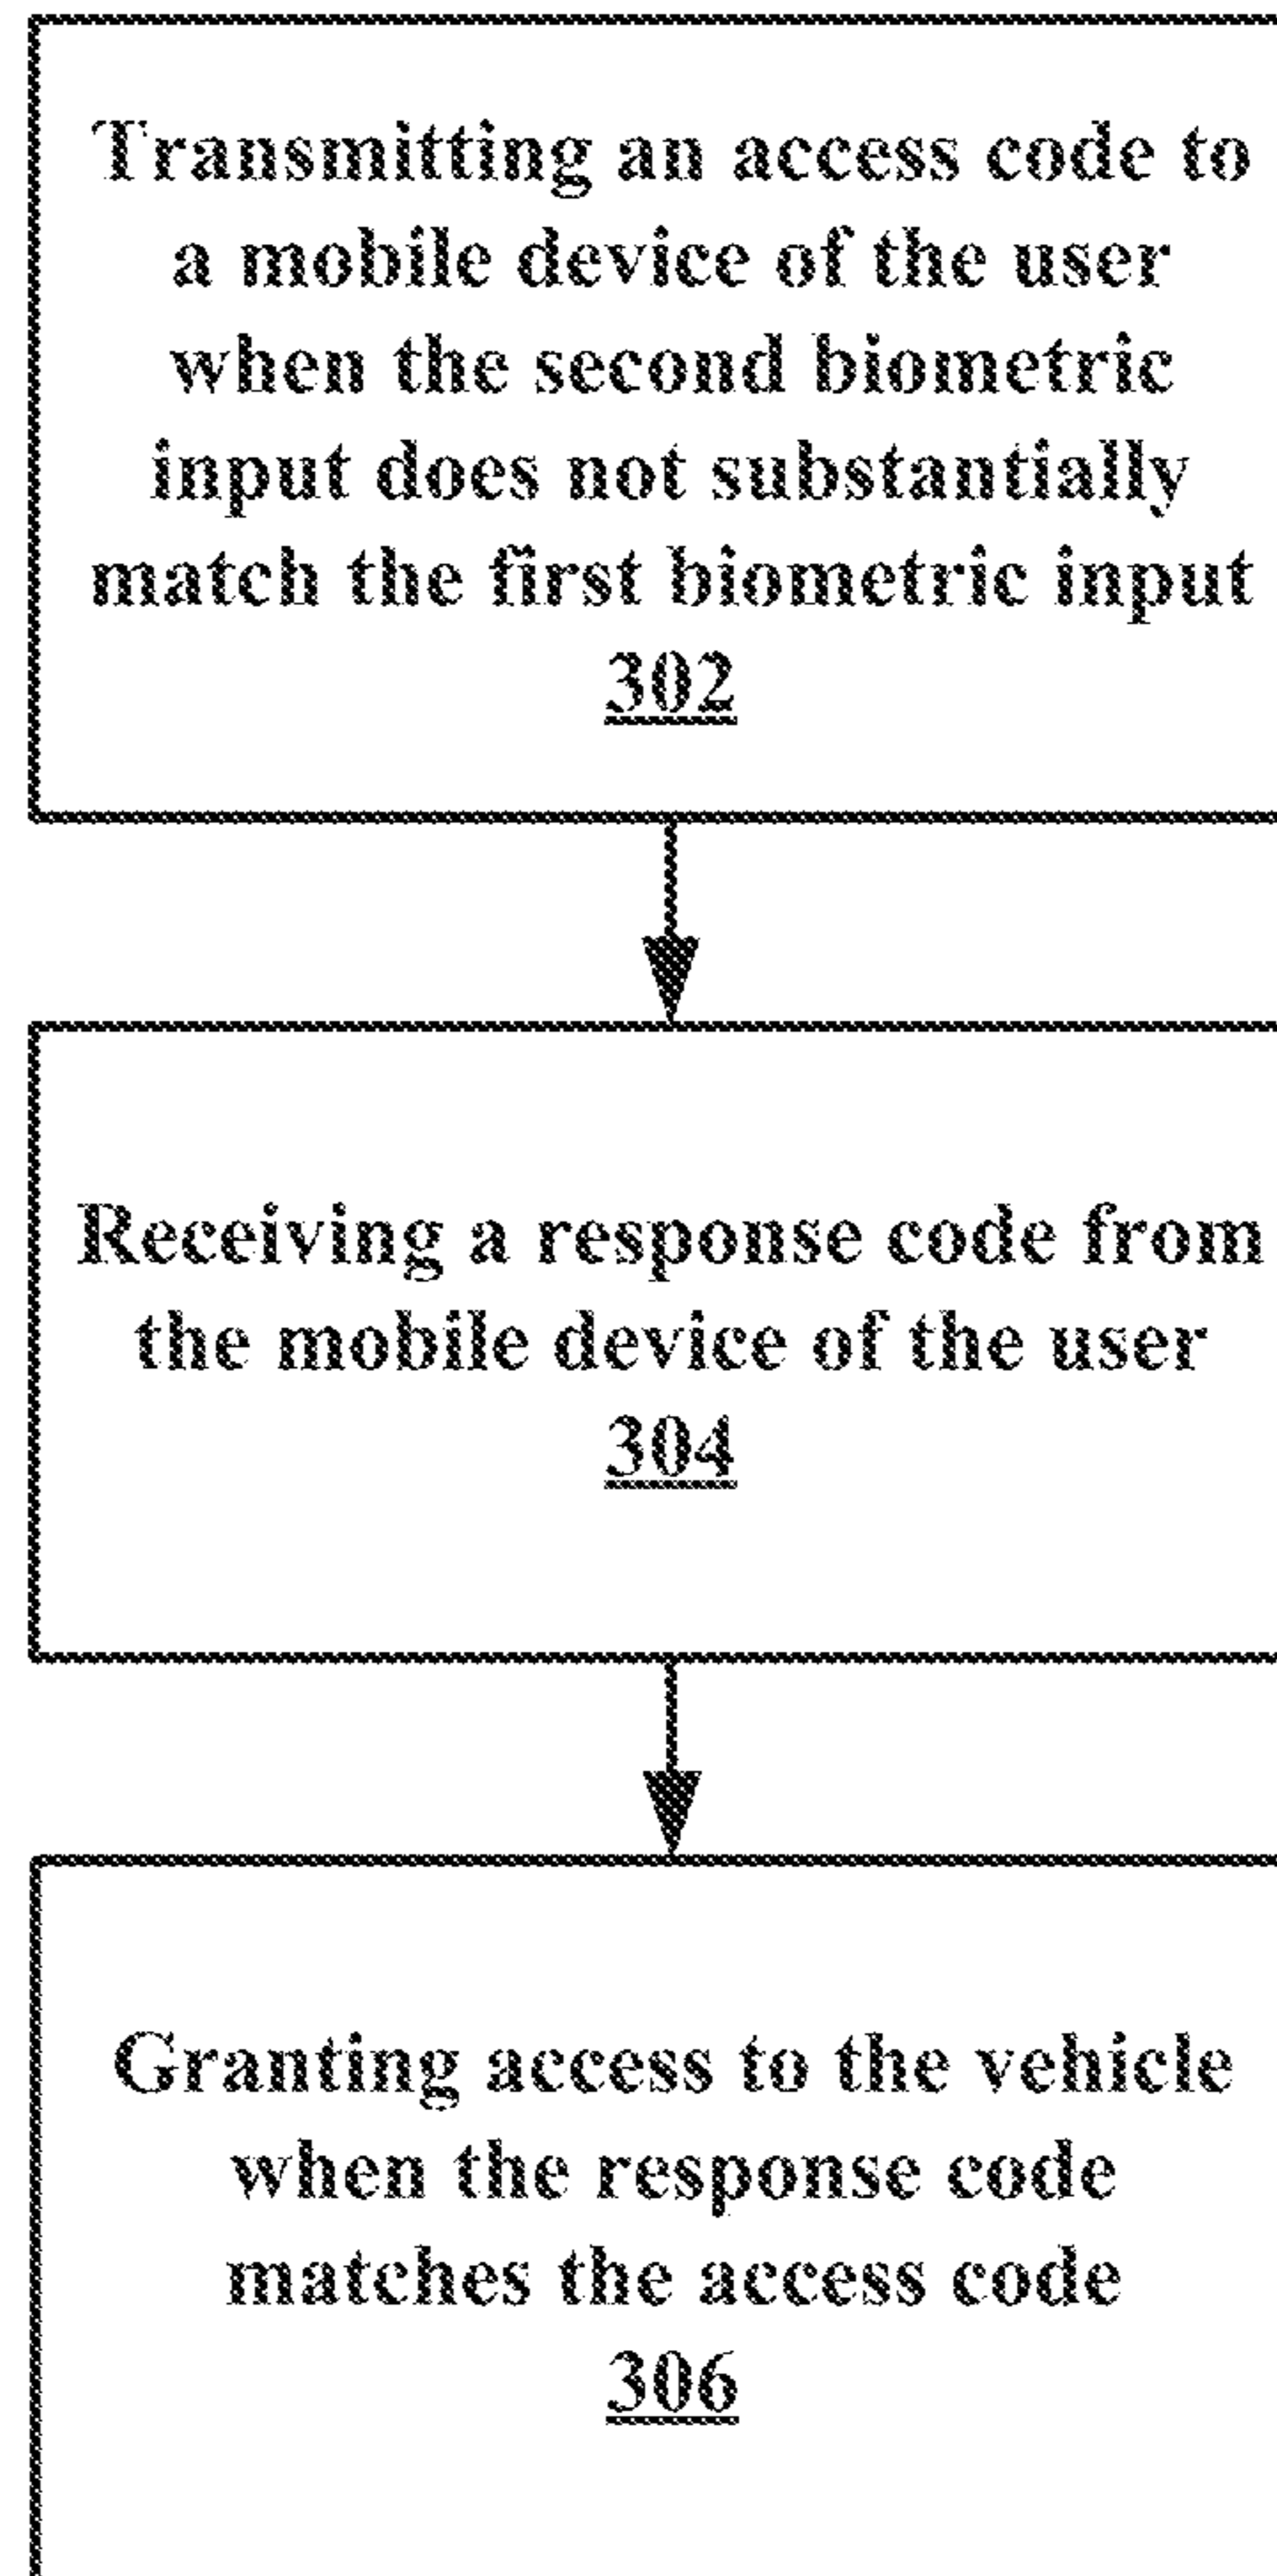 Transmitting an access code to
a mobile device of the user
when the second biometric
input does not substantially
match the first biometric input
302
Receiving a response code from
the mobile device of the user
304
Granting access to the vehicle
when the response code
matches the access code
306